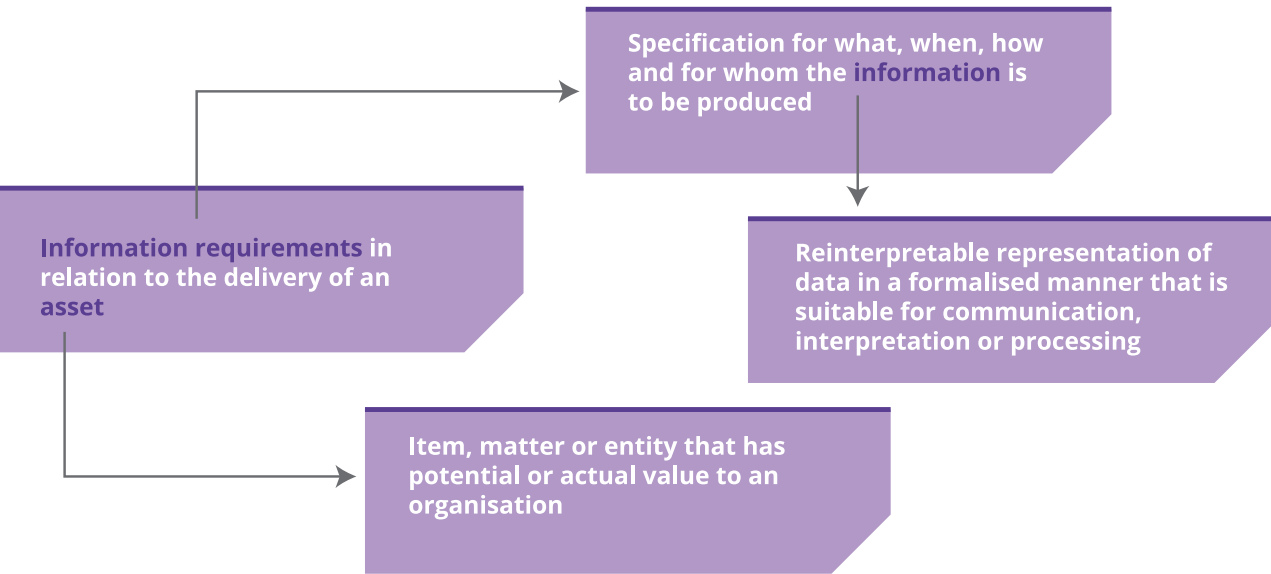 Specification for what, when, how
and for whom the information is
to be produced
Information requirements in
relation to the delivery of an
asset
Reinterpretable representation of
data in a formalised manner that is
suitable for communication,
interpretation or processing
Item, matter or entity that has
potential or actual value to an
organisation